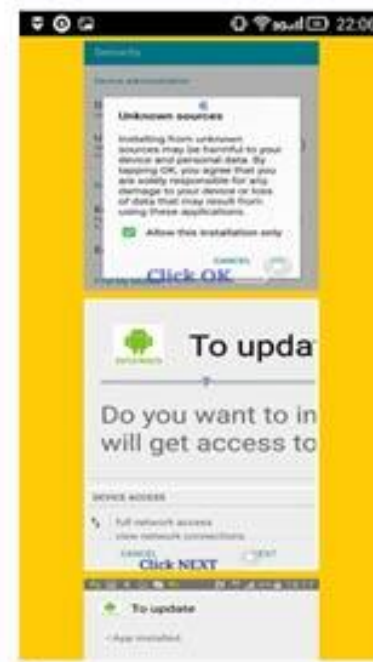 22:06
Security
Device administration
Unknown sources
Installing from unknown
sources may be harmful to your
device and personal data. By
tapping OK, you agree that you
are solely responsible for any
damage to your device or loss
of data that may result from
using these applications.
Allow this installation only
CANCEL
Click OK
To upda
Do you want to in
will get access to
DEVICE ACCESS
full network access
view network connections
CANCEL
Click NEXT
To update
App installed.